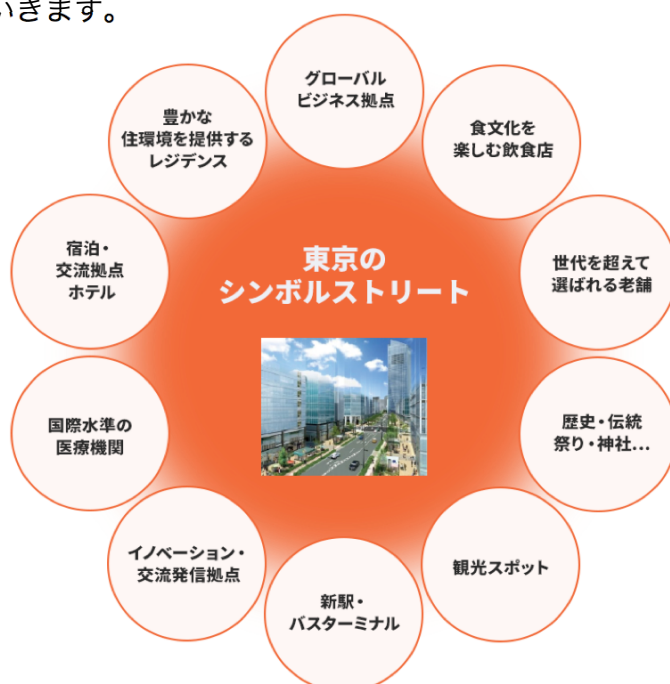 いきます。
グローバル
ビジネス拠点
食文化を
楽しむ飲食店
世代を超えて
選ばれる老舗
歴史・伝統
祭り・神社...
観光スポット
新駅・
バスターミナル
イノベーション・
交流発信拠点
国際水準の
医療機関
宿泊・
交流拠点
ホテル
豊かな
住環境を提供する
レジデンス
東京の
シンボルストリート